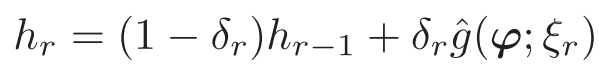 h_r = (1 − δ_r)h_{r−1} + δ_r ĝ(𝝋; ξ_r)